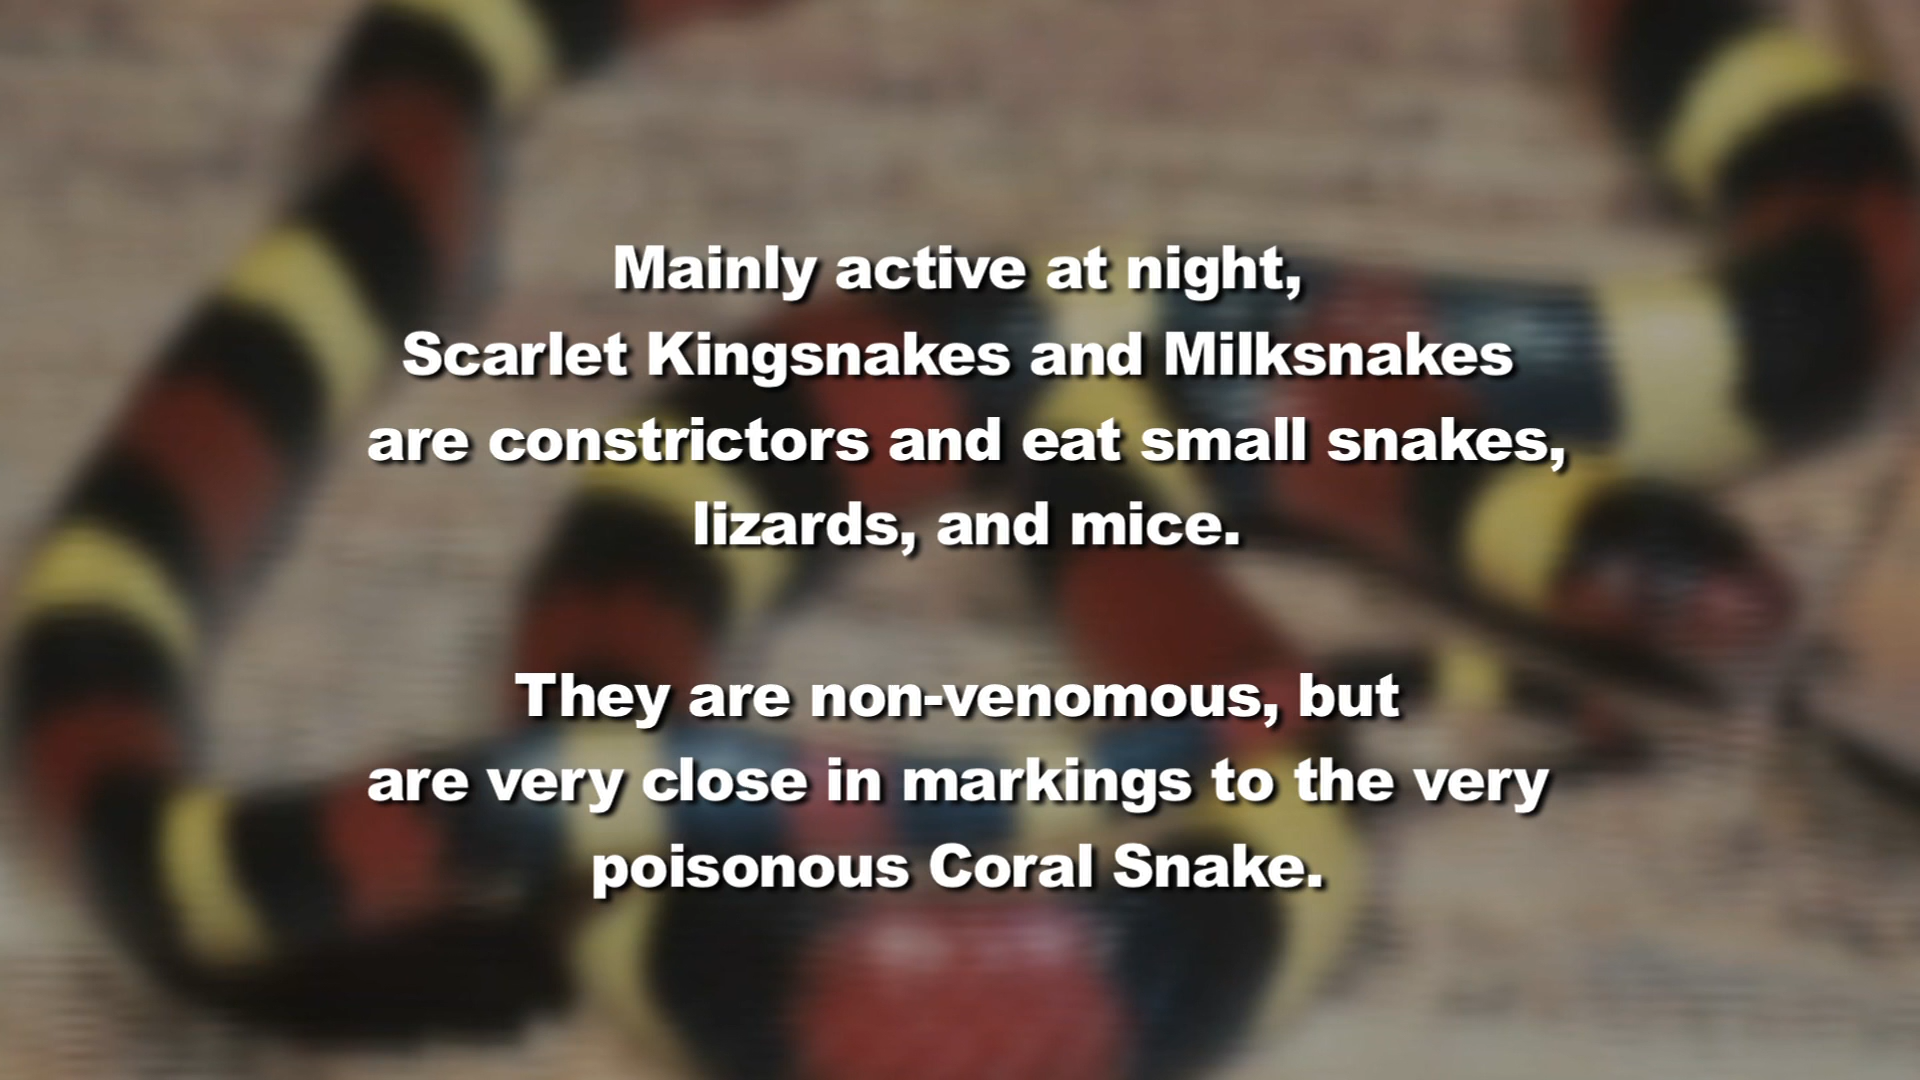 Mainly active at night,
Scarlet Kingsnakes and Milksnakes
are constrictors and eat small snakes,
lizards, and mice.
They are non-venomous, but
are very close in markings to the very
poisonous Coral Snake.